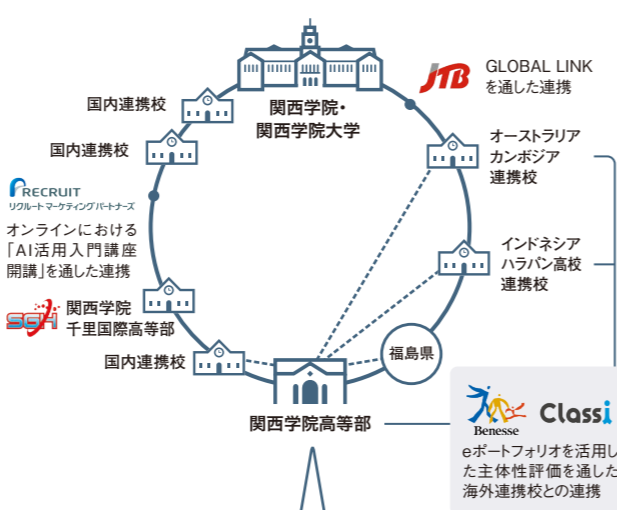 JTB
GLOBAL LINK
を通した連携
国内連携校
関西学院・
関西学院大学
国内連携校
オーストラリア
カンボジア
連携校
RECRUIT
リクルートマーケティングパートナーズ
オンラインにおける
「AI活用入門講座
開講」を通した連携
インドネシア
ハラパン高校
連携校
SGH
関西学院
千里国際高等部
国内連携校
福島県
関西学院高等部
Benesse
Classi
eポートフォリオを活用し
た主体性評価を通した
海外連携校との連携